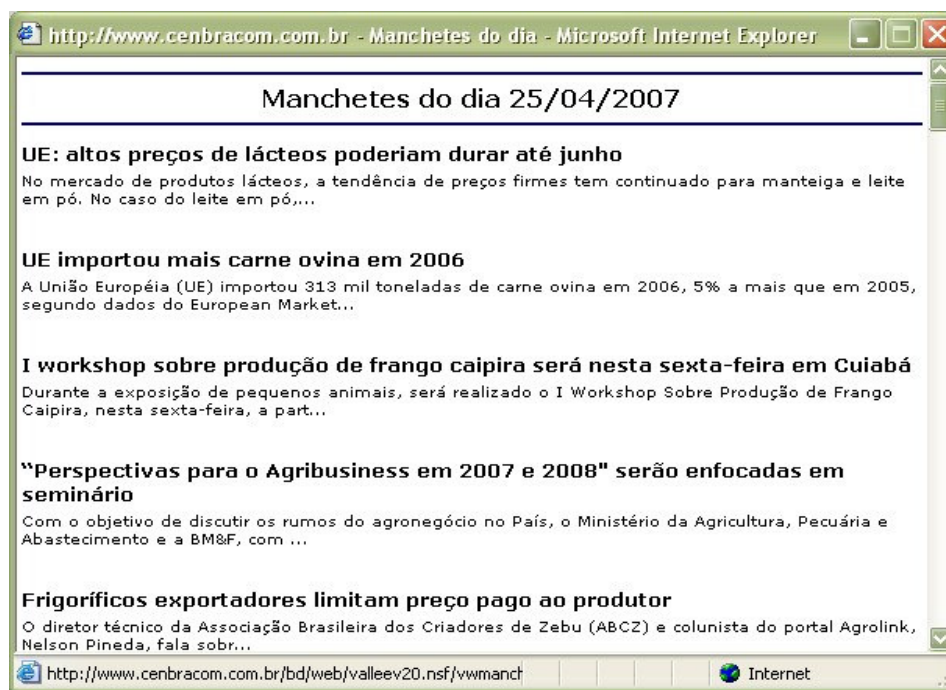 http://www.cenbracom.com.br - Manchetes do dia - Microsoft Internet Explorer
Manchetes do dia 25/04/2007
UE: altos preços de lácteos poderiam durar até junho
No mercado de produtos lácteos, a tendência de preços firmes tem continuado para manteiga e leite
em pó. No caso do leite em pó,...
UE importou mais carne ovina em 2006
A União Européia (UE) importou 313 mil toneladas de carne ovina em 2006, 5% a mais que em 2005,
segundo dados do European Market...
I workshop sobre produção de frango caipira será nesta sexta-feira em Cuiabá
Durante a exposição de pequenos animais, será realizado o I Workshop Sobre Produção de Frango
Caipira, nesta sexta-feira, a part...
“Perspectivas para o Agribusiness em 2007 e 2008" serão enfocadas em
seminário
Com o objetivo de discutir os rumos do agronegócio no País, o Ministério da Agricultura, Pecuária e
Abastecimento e a BM&F, com ...
Frigoríficos exportadores limitam preço pago ao produtor
O diretor técnico da Associação Brasileira dos Criadores de Zebu (ABCZ) e colunista do portal Agrolink,
Nelson Pineda, fala sobr...
http://www.cenbracom.com.br/bd/web/valleev20.nsf/vwmanch Internet